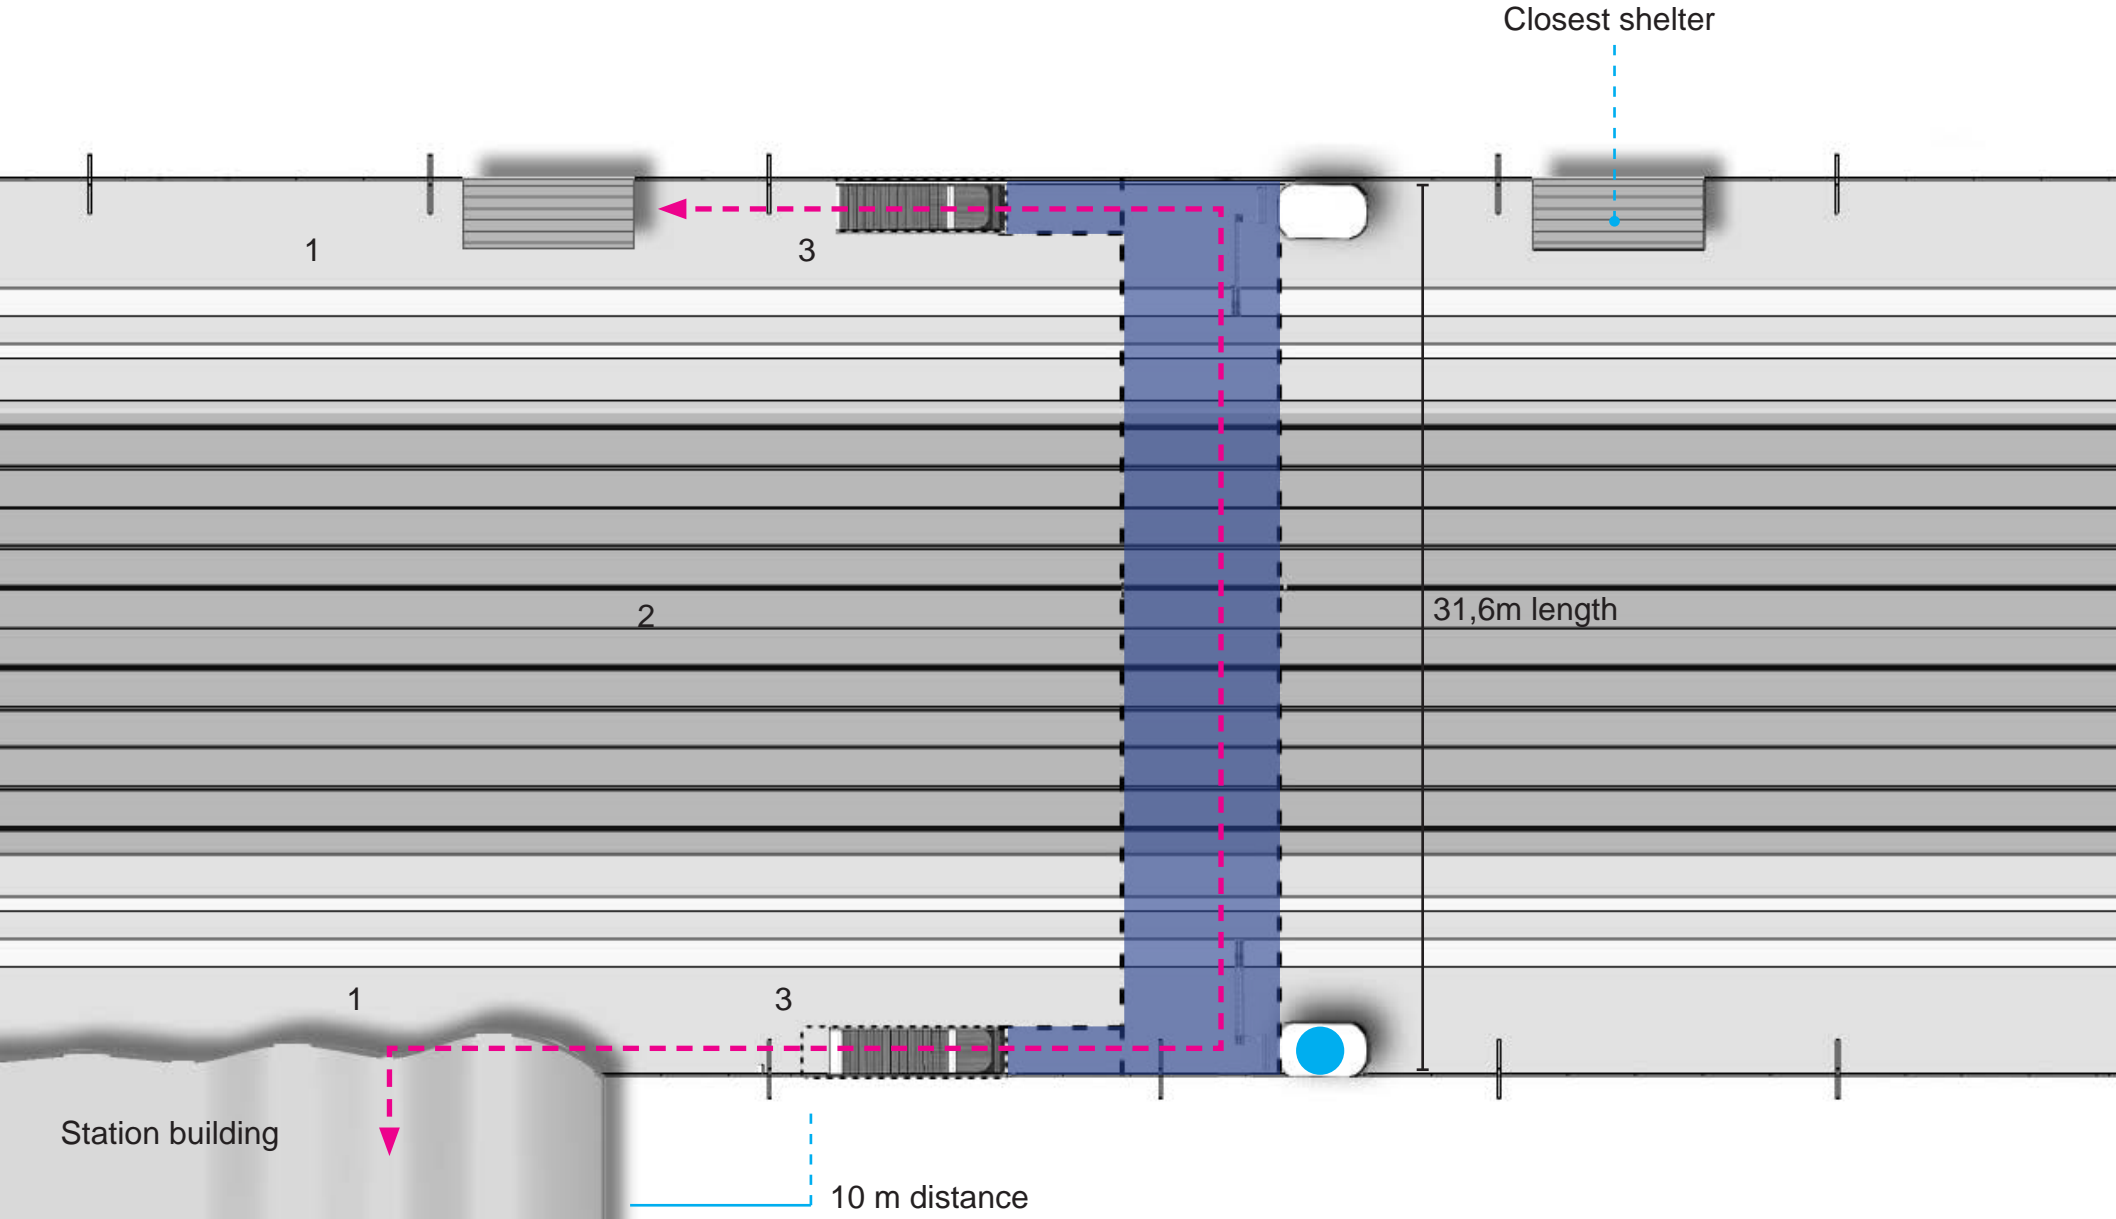 Closest shelter
1
3
2
31,6m length
1
3
Station building
10 m distance